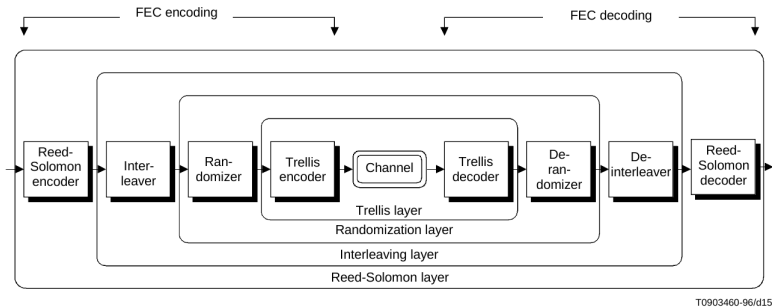 FEC encoding
FEC decoding
Reed-
Solomon
encoder
Inter-
leaver
Ran-
domizer
Trellis
encoder
Channel
Trellis
decoder
De-
ran-
domizer
De-
interleaver
Reed-
Solomon
decoder
Trellis layer
Randomization layer
Interleaving layer
Reed-Solomon layer
T0903460-96/d15